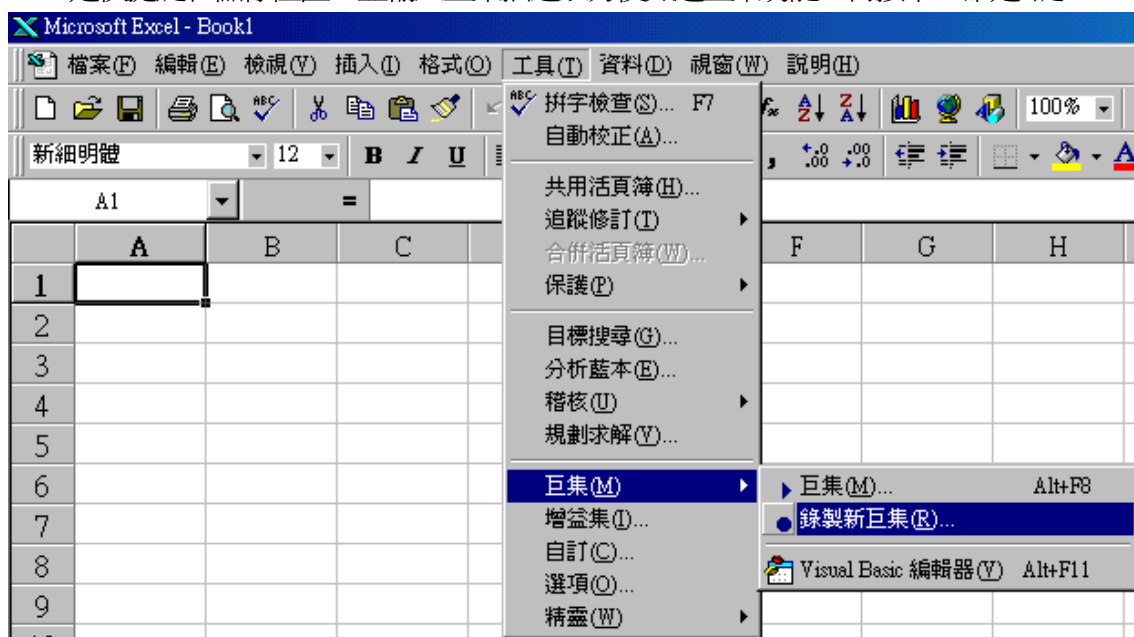 Microsoft Excel - Book1
檔案(F) 編輯(E) 檢視(V) 插入(I) 格式(O) 工具(T) 資料(D) 視窗(W) 說明(H)
100%
新細明體 12 B I U
A1 =
A B C F G H
1
2
3
4
5
6
7
8
9
拼字檢查(S)... F7
自動校正(A)...
共用活頁簿(H)...
追蹤修訂(T)
合併活頁簿(W)...
保護(P)
目標搜尋(G)...
分析藍本(E)...
稽核(U)
規劃求解(V)...
巨集(M)
增益集(I)...
自訂(C)...
選項(O)...
精靈(W)
巨集(M)... Alt+F8
錄製新巨集(R)...
Visual Basic 編輯器(V) Alt+F11